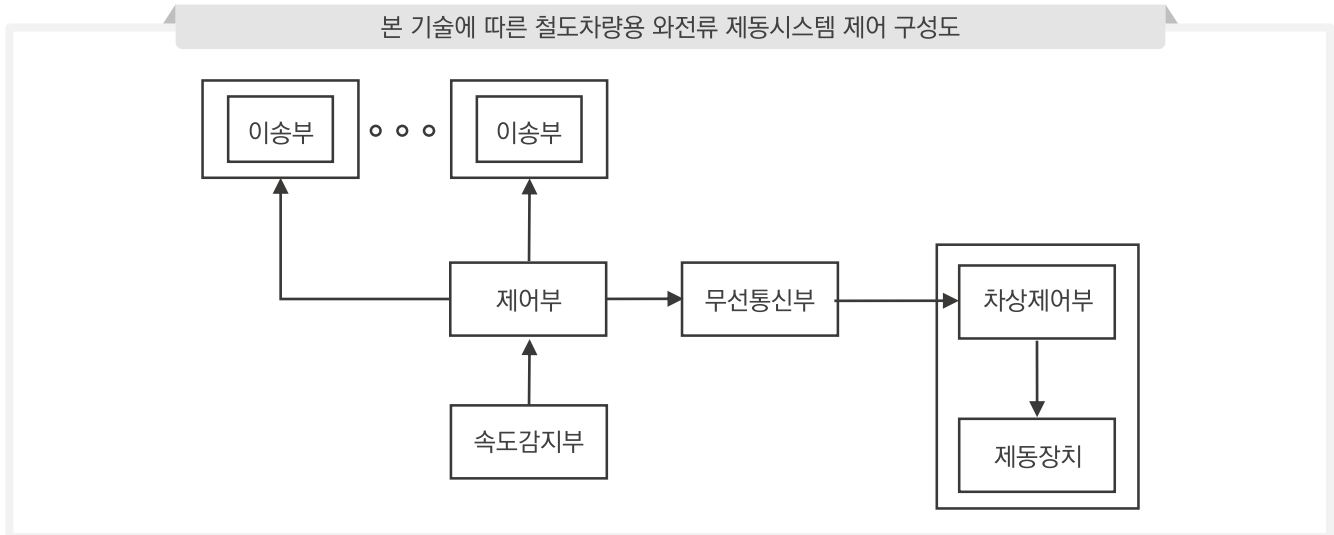 본 기술에 따른 철도차량용 와전류 제동시스템 제어 구성도
이송부
이송부
제어부
무선통신부
차상제어부
속도감지부
제동장치